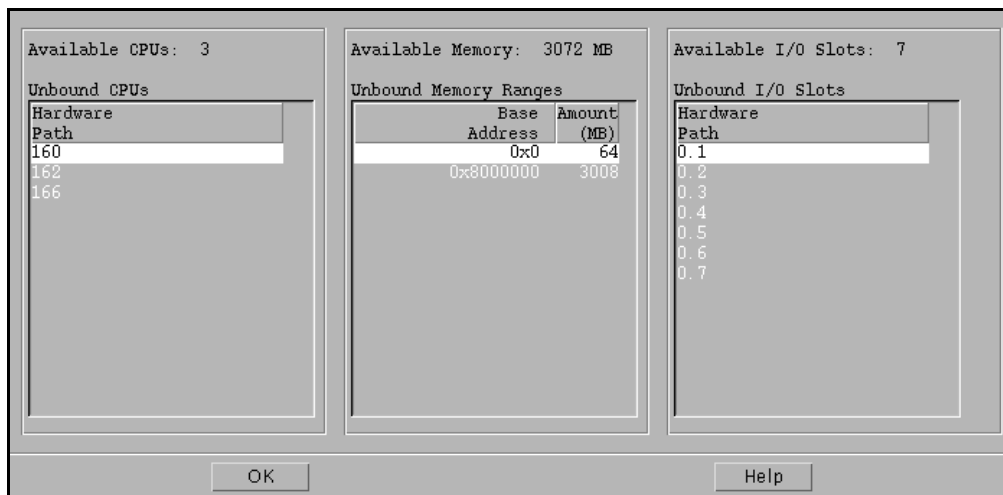 Available CPUs: 3
Unbound CPUs
Hardware
Path
160
162
166
Available Memory: 3072 MB
Unbound Memory Ranges
Base Amount
Address (MB)
0x0 64
0x8000000 3008
Available I/O Slots: 7
Unbound I/O Slots
Hardware
Path
0.1
0.2
0.3
0.4
0.5
0.6
0.7
OK
Help